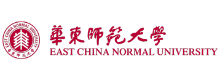 華東師範大學
EAST CHINA NORMAL UNIVERSITY